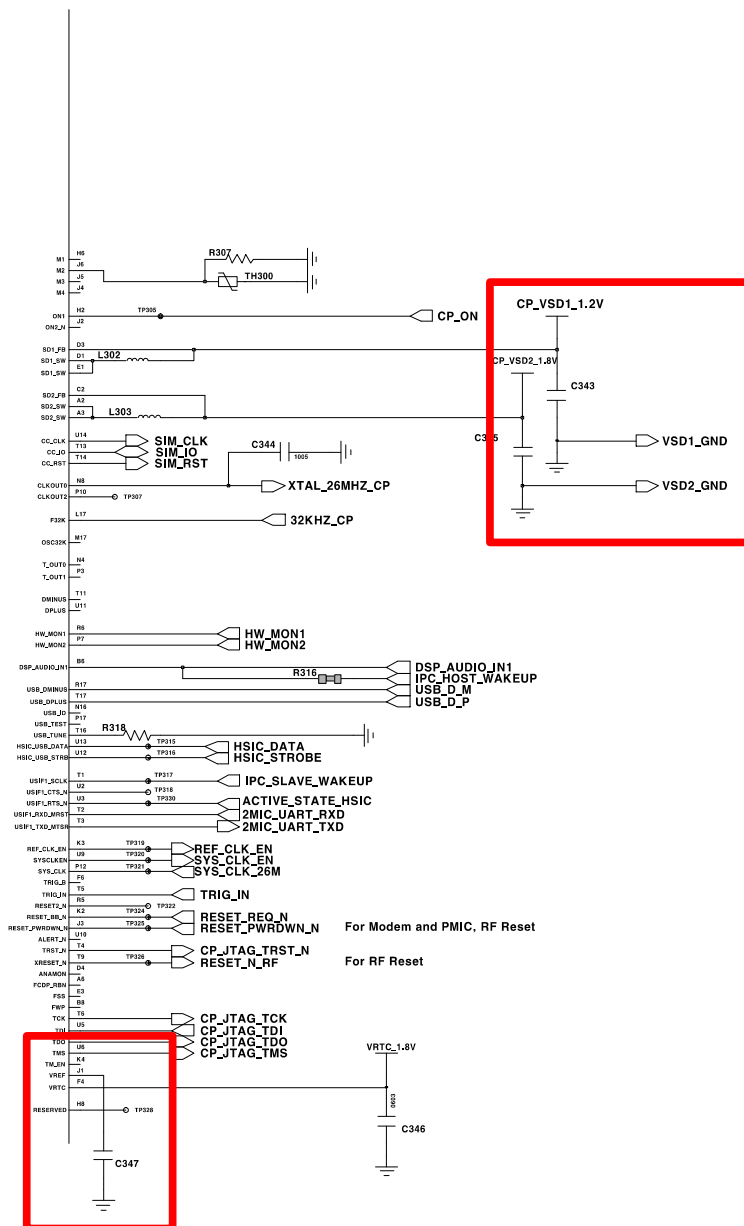 R307
M1 H6
M2 J6
M3 J5
TH300
M4 J4
CP_VSD1_1.2V
ON1 H2 TP305 CP_ON
ON2_N J2
SD1_FB D3
SD1_SW D1 L302
CP_VSD2_1.8V
SD1_SW E1
C343
SD2_FB C2
SD2_SW A2
SD2_SW A3 L303
CC_CLK U14 SIM_CLK
C344
VSD1_GND
CC_IO T13 SIM_IO
CC_RST T14 SIM_RST
1005
CLKOUT0 N8 XTAL_26MHZ_CP
VSD2_GND
CLKOUT2 P10 TP307
F32K L17 32KHZ_CP
OSC32K M17
T_OUT0 N4
T_OUT1 P3
DMINUS T11
DPLUS U11
HW_MON1 R6 HW_MON1
HW_MON2 P7 HW_MON2
DSP_AUDIO_IN1 B6 DSP_AUDIO_IN1
R316 IPC_HOST_WAKEUP
USB_DMINUS R17 USB_D_M
USB_DPLUS T17 USB_D_P
USB_ID N16
USB_TEST P17
USB_TUNE T16 R318
HSIC_USB_DATA U13 TP315 HSIC_DATA
HSIC_USB_STRB U12 TP316 HSIC_STROBE
USIF1_SCLK T1 TP317 IPC_SLAVE_WAKEUP
USIF1_CTS_N U2 TP318
USIF1_RTS_N U3 TP330 ACTIVE_STATE_HSIC
USIF1_RXD_MRST T2 2MIC_UART_RXD
USIF1_TXD_MTSR T3 2MIC_UART_TXD
REF_CLK_EN K3 TP319 REF_CLK_EN
SYSCLKEN U9 TP320 SYS_CLK_EN
SYS_CLK P12 TP321 SYS_CLK_26M
TRIG_B F6
TRIG_IN T5 TRIG_IN
RESET2_N R5 TP322
RESET_BB_N K2 TP324 RESET_REQ_N
RESET_PWRDWN_N J3 TP325 RESET_PWRDWN_N For Modem and PMIC, RF Reset
ALERT_N U10
TRST_N T4 CP_JTAG_TRST_N
XRESET_N T9 TP326 RESET_N_RF For RF Reset
ANAMON D4
FCDP_RBN A6
FSS E3
FWP B8
TCK T6 CP_JTAG_TCK
TDI U5 CP_JTAG_TDI
TDO CP_JTAG_TDO
TMS U6 CP_JTAG_TMS
VRTC_1.8V
TM_EN K4
VREF J1
VRTC F4
0603
RESERVED H8 TP328
C346
C347